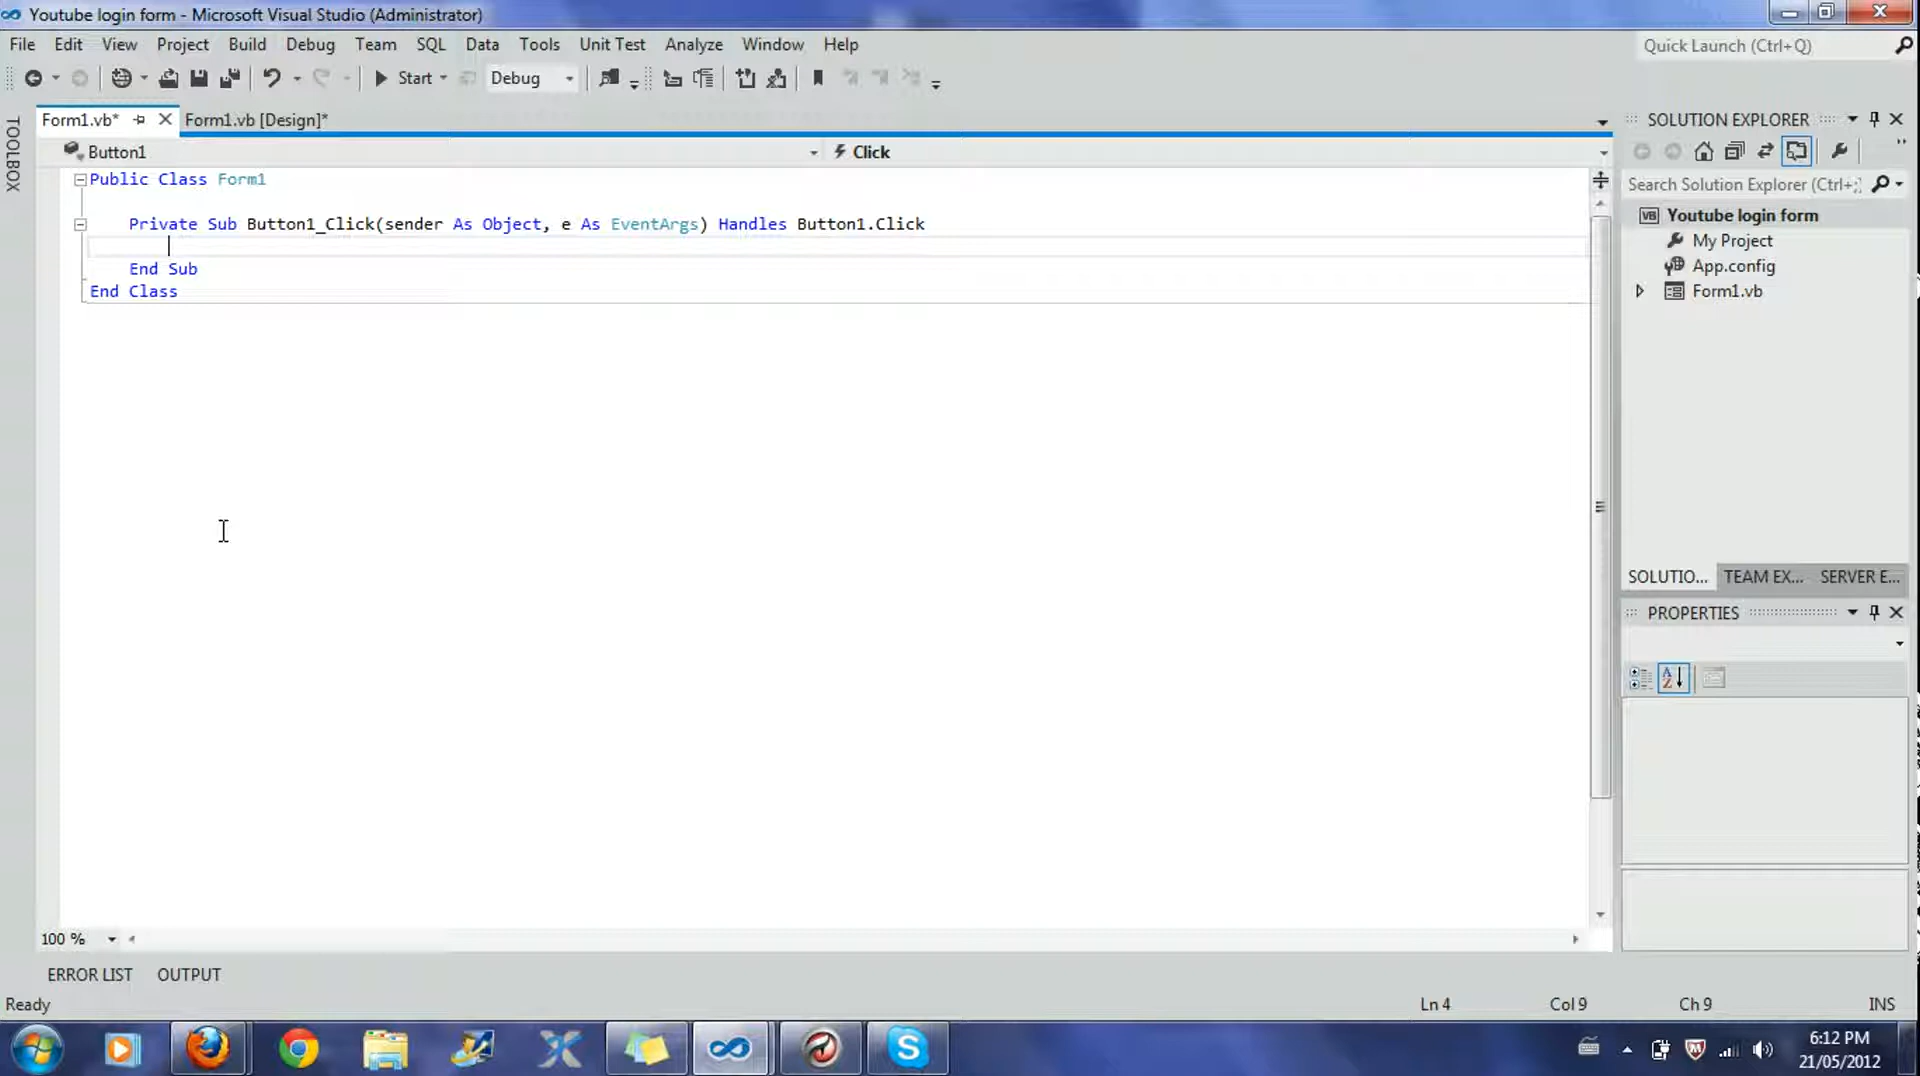 Youtube login form - Microsoft Visual Studio (Administrator)
File Edit View Project Build Debug Team SQL Data Tools Unit Test Analyze Window Help
Quick Launch (Ctrl+Q)
Start Debug
TOOLBOX
Form1.vb* Form1.vb [Design]*
Button1 Click
Public Class Form1
Private Sub Button1_Click(sender As Object, e As EventArgs) Handles Button1.Click
End Sub
End Class
SOLUTION EXPLORER
Search Solution Explorer (Ctrl+;
VB Youtube login form
My Project
App.config
Form1.vb
SOLUTIO... TEAM EX... SERVER E...
PROPERTIES
A
Z
100 %
ERROR LIST OUTPUT
Ready Ln 4 Col 9 Ch 9 INS
6:12 PM
21/05/2012